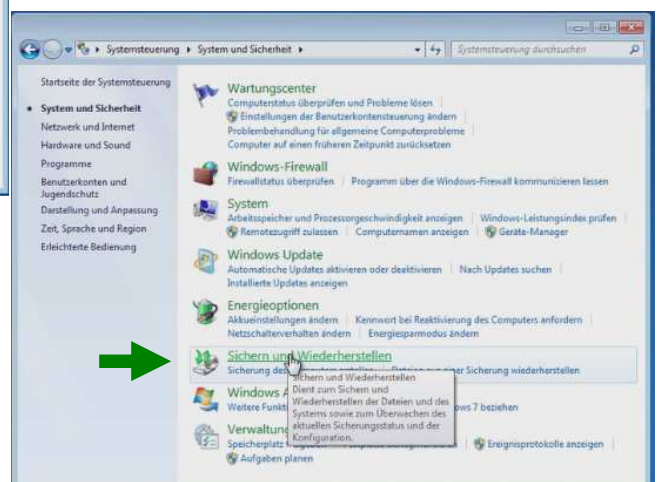 Systemsteuerung ▸ System und Sicherheit ▸
Systemsteuerung durchsuchen
Startseite der Systemsteuerung
System und Sicherheit
Netzwerk und Internet
Hardware und Sound
Programme
Benutzerkonten und
Jugendschutz
Darstellung und Anpassung
Zeit, Sprache und Region
Erleichterte Bedienung
Wartungscenter
Computerstatus überprüfen und Probleme lösen
Einstellungen der Benutzerkontensteuerung ändern
Problembehandlung für allgemeine Computerprobleme
Computer auf einen früheren Zeitpunkt zurücksetzen
Windows-Firewall
Firewallstatus überprüfen Programm über die Windows-Firewall kommunizieren lassen
System
Arbeitsspeicher und Prozessorgeschwindigkeit anzeigen Windows-Leistungsindex prüfen
Remotezugriff zulassen Computernamen anzeigen Geräte-Manager
Windows Update
Automatische Updates aktivieren oder deaktivieren Nach Updates suchen
Installierte Updates anzeigen
Energieoptionen
Akkueinstellungen ändern Kennwort bei Reaktivierung des Computers anfordern
Netzschalterverhalten ändern Energiesparmodus ändern
Sichern und Wiederherstellen
Sicherung des aus einer Sicherung wiederherstellen
Sichern und Wiederherstellen
Dient zum Sichern und
Wiederherstellen der Dateien und des
Systems sowie zum Überwachen des
aktuellen Sicherungsstatus und der
Konfiguration.
Windows
Weitere ows 7 beziehen
Verwaltun
Speicherplatz Ereignisprotokolle anzeigen
Aufgaben planen